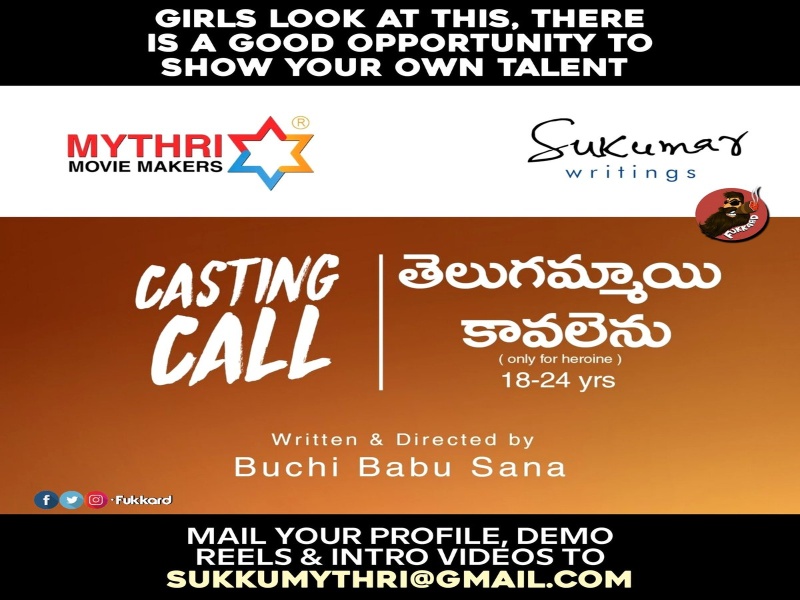 GIRLS LOOK AT THIS, THERE
IS A GOOD OPPORTUNITY TO
SHOW YOUR OWN TALENT
MYTHRI ®
MOVIE MAKERS
Sukumar
writings
FUKKARD
CASTING
CALL
తెలుగమ్మాయి
కావలెను
( only for heroine )
18-24 yrs
Written & Directed by
Buchi Babu Sana
f
- Fukkard
MAIL YOUR PROFILE, DEMO
REELS & INTRO VIDEOS TO
SUKKUMYTHRI@GMAIL.COM